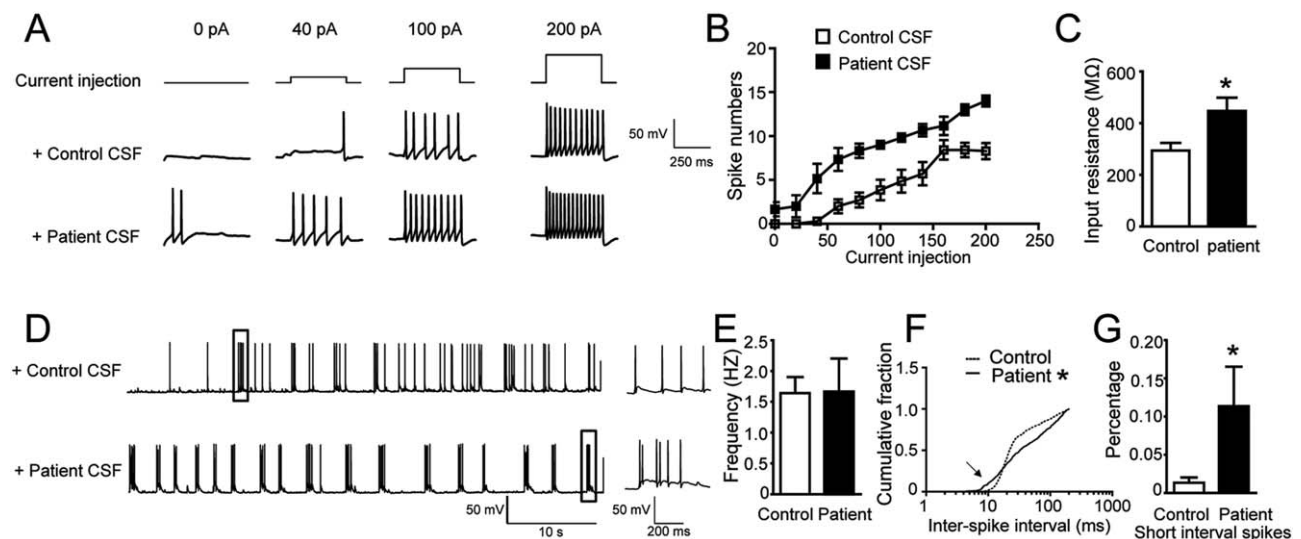 A
0 pA 40 pA 100 pA 200 pA
Current injection
+ Control CSF
+ Patient CSF
50 mV
250 ms
B
Control CSF
Patient CSF
Spike numbers
20
15
10
5
0
0 50 100 150 200 250
Current injection
C
*
Input resistance (MΩ)
600
400
200
0
Control patient
D
+ Control CSF
+ Patient CSF
50 mV
10 s
50 mV
200 ms
E
Frequency (HZ)
2.5
2.0
1.5
1.0
0.5
0.0
Control Patient
F
Control
Patient *
Cumulative fraction
1.0
0.5
0
1 10 100 1000
Inter-spike interval (ms)
G
*
Percentage
0.20
0.15
0.10
0.05
0.00
Control Patient
Short interval spikes